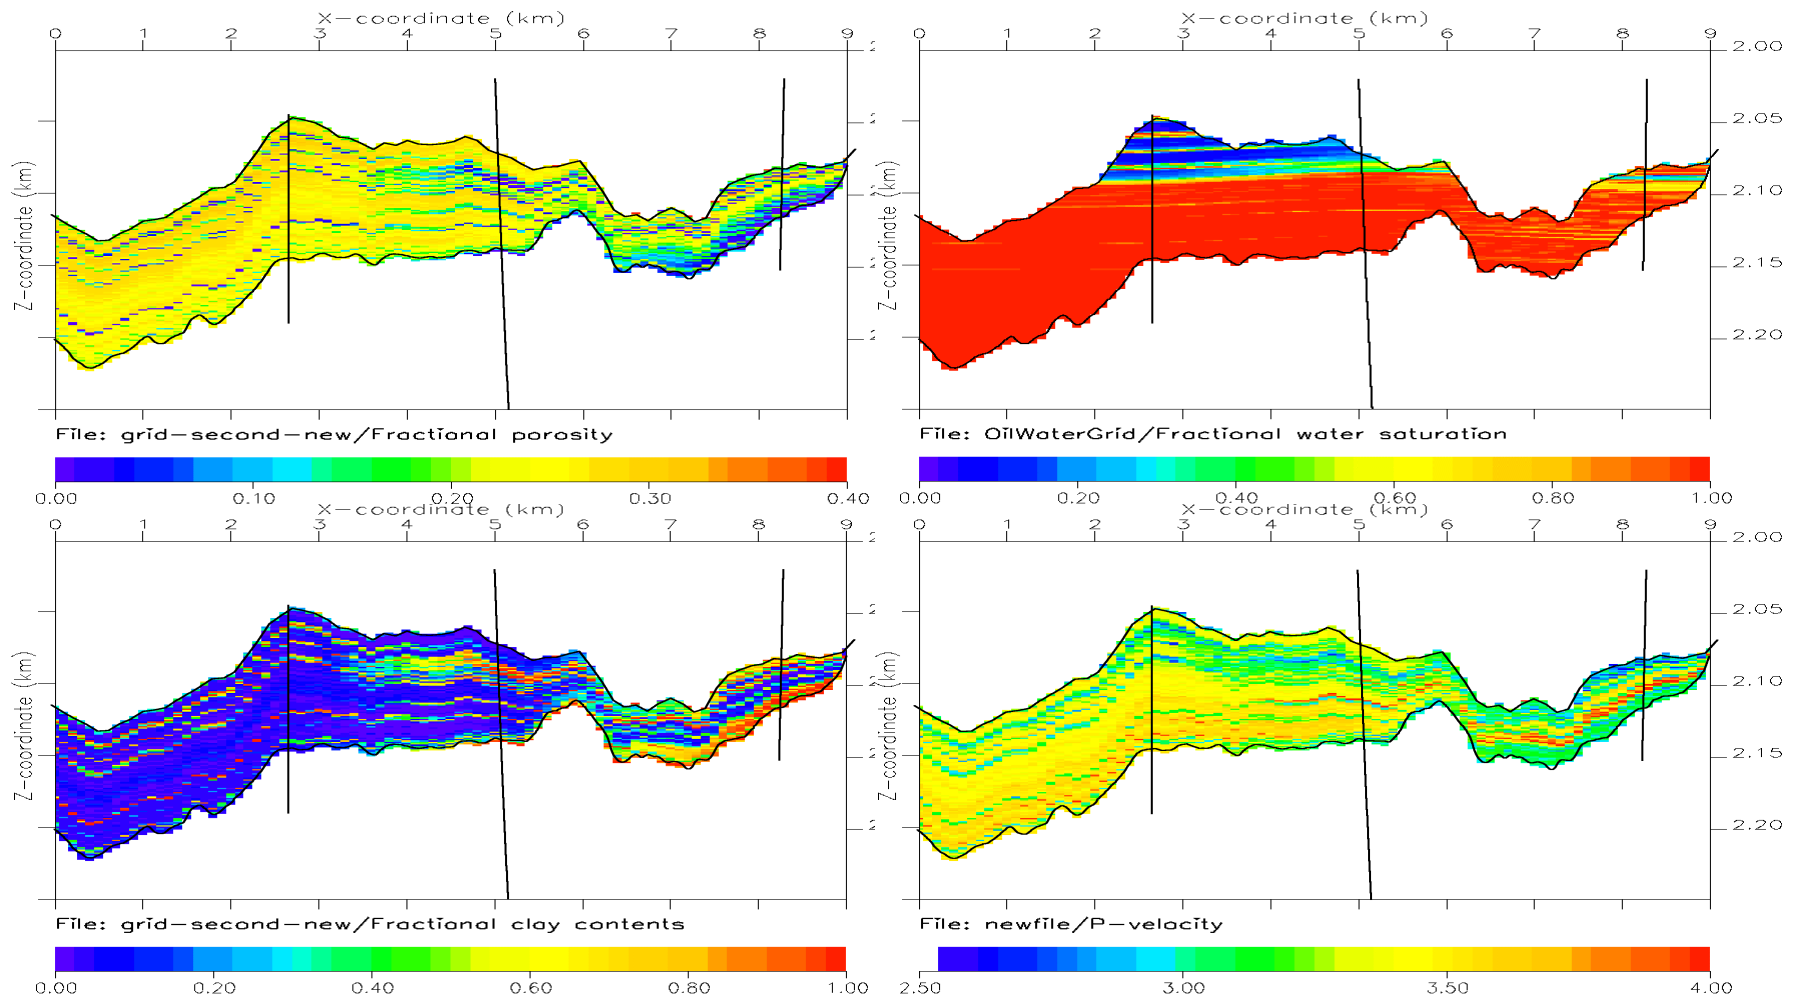 X-coordinate (km)
0 1 2 3 4 5 6 7 8 9
Z-coordinate (km)
File: grid-second-new/Fractional porosity
0.00 0.10 0.20 0.30 0.40
X-coordinate (km)
0 1 2 3 4 5 6 7 8 9
2.00
2.05
2.10
2.15
2.20
Z-coordinate (km)
File: OilWaterGrid/Fractional water saturation
0.00 0.20 0.40 0.60 0.80 1.00
X-coordinate (km)
0 1 2 3 4 5 6 7 8 9
Z-coordinate (km)
File: grid-second-new/Fractional clay contents
0.00 0.20 0.40 0.60 0.80 1.00
X-coordinate (km)
0 1 2 3 4 5 6 7 8 9
2.00
2.05
2.10
2.15
2.20
Z-coordinate (km)
File: newfile/P-velacity
2.50 3.00 3.50 4.00